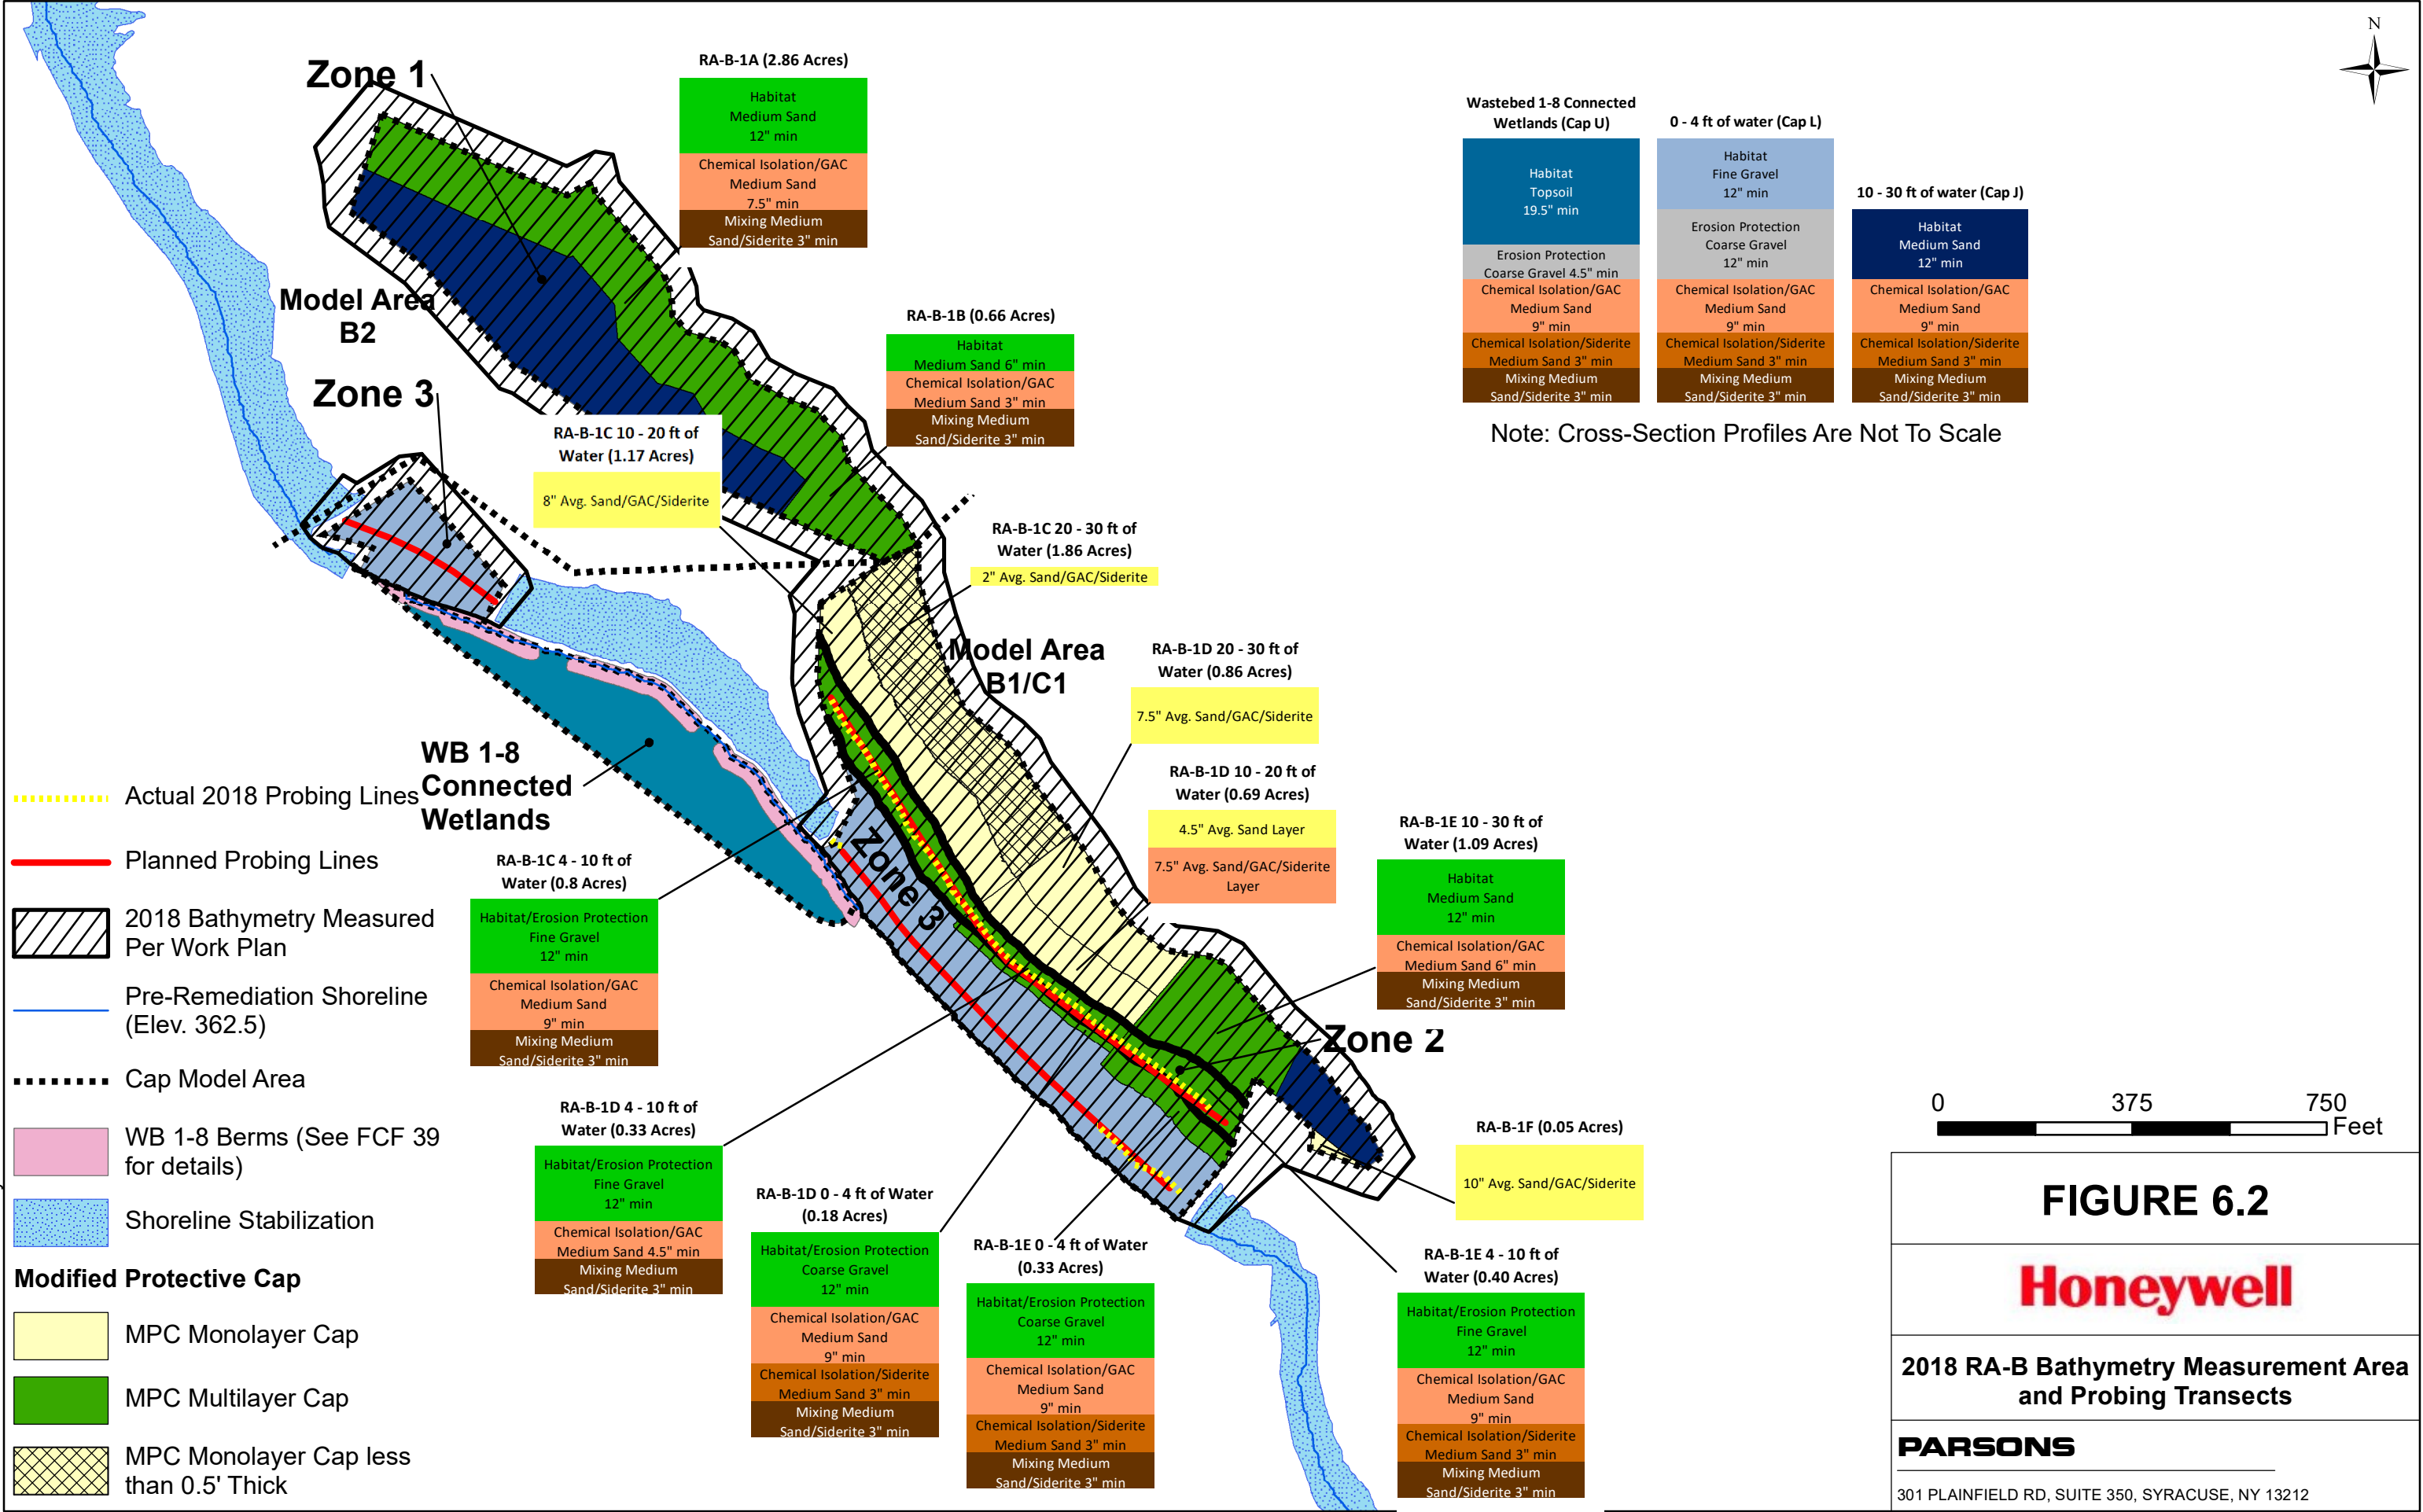 N
Zone 1
RA-B-1A (2.86 Acres)
Habitat
Medium Sand
12" min
Chemical Isolation/GAC
Medium Sand
7.5" min
Mixing Medium
Sand/Siderite 3" min
Wastebed 1-8 Connected
Wetlands (Cap U)
Habitat
Topsoil
19.5" min
Erosion Protection
Coarse Gravel 4.5" min
Chemical Isolation/GAC
Medium Sand
9" min
Chemical Isolation/Siderite
Medium Sand 3" min
Mixing Medium
Sand/Siderite 3" min
0 - 4 ft of water (Cap L)
Habitat
Fine Gravel
12" min
Erosion Protection
Coarse Gravel
12" min
Chemical Isolation/GAC
Medium Sand
9" min
Chemical Isolation/Siderite
Medium Sand 3" min
Mixing Medium
Sand/Siderite 3" min
10 - 30 ft of water (Cap J)
Habitat
Medium Sand
12" min
Chemical Isolation/GAC
Medium Sand
9" min
Chemical Isolation/Siderite
Medium Sand 3" min
Mixing Medium
Sand/Siderite 3" min
Note: Cross-Section Profiles Are Not To Scale
Model Area
B2
RA-B-1B (0.66 Acres)
Habitat
Medium Sand 6" min
Chemical Isolation/GAC
Medium Sand 3" min
Mixing Medium
Sand/Siderite 3" min
Zone 3
RA-B-1C 10 - 20 ft of
Water (1.17 Acres)
8" Avg. Sand/GAC/Siderite
RA-B-1C 20 - 30 ft of
Water (1.86 Acres)
2" Avg. Sand/GAC/Siderite
Model Area
B1/C1
RA-B-1D 20 - 30 ft of
Water (0.86 Acres)
7.5" Avg. Sand/GAC/Siderite
RA-B-1D 10 - 20 ft of
Water (0.69 Acres)
4.5" Avg. Sand Layer
7.5" Avg. Sand/GAC/Siderite
Layer
WB 1-8
Connected
Wetlands
Zone 3
RA-B-1E 10 - 30 ft of
Water (1.09 Acres)
Habitat
Medium Sand
12" min
Chemical Isolation/GAC
Medium Sand 6" min
Mixing Medium
Sand/Siderite 3" min
Zone 2
RA-B-1C 4 - 10 ft of
Water (0.8 Acres)
Habitat/Erosion Protection
Fine Gravel
12" min
Chemical Isolation/GAC
Medium Sand
9" min
Mixing Medium
Sand/Siderite 3" min
RA-B-1D 4 - 10 ft of
Water (0.33 Acres)
Habitat/Erosion Protection
Fine Gravel
12" min
Chemical Isolation/GAC
Medium Sand 4.5" min
Mixing Medium
Sand/Siderite 3" min
RA-B-1D 0 - 4 ft of Water
(0.18 Acres)
Habitat/Erosion Protection
Coarse Gravel
12" min
Chemical Isolation/GAC
Medium Sand
9" min
Chemical Isolation/Siderite
Medium Sand 3" min
Mixing Medium
Sand/Siderite 3" min
RA-B-1E 0 - 4 ft of Water
(0.33 Acres)
Habitat/Erosion Protection
Coarse Gravel
12" min
Chemical Isolation/GAC
Medium Sand
9" min
Chemical Isolation/Siderite
Medium Sand 3" min
Mixing Medium
Sand/Siderite 3" min
RA-B-1F (0.05 Acres)
10" Avg. Sand/GAC/Siderite
RA-B-1E 4 - 10 ft of
Water (0.40 Acres)
Habitat/Erosion Protection
Fine Gravel
12" min
Chemical Isolation/GAC
Medium Sand
9" min
Chemical Isolation/Siderite
Medium Sand 3" min
Mixing Medium
Sand/Siderite 3" min
Actual 2018 Probing Lines
Planned Probing Lines
2018 Bathymetry Measured
Per Work Plan
Pre-Remediation Shoreline
(Elev. 362.5)
Cap Model Area
WB 1-8 Berms (See FCF 39
for details)
Shoreline Stabilization
Modified Protective Cap
MPC Monolayer Cap
MPC Multilayer Cap
MPC Monolayer Cap less
than 0.5' Thick
0 375 750
Feet
FIGURE 6.2
Honeywell
2018 RA-B Bathymetry Measurement Area
and Probing Transects
PARSONS
301 PLAINFIELD RD, SUITE 350, SYRACUSE, NY 13212